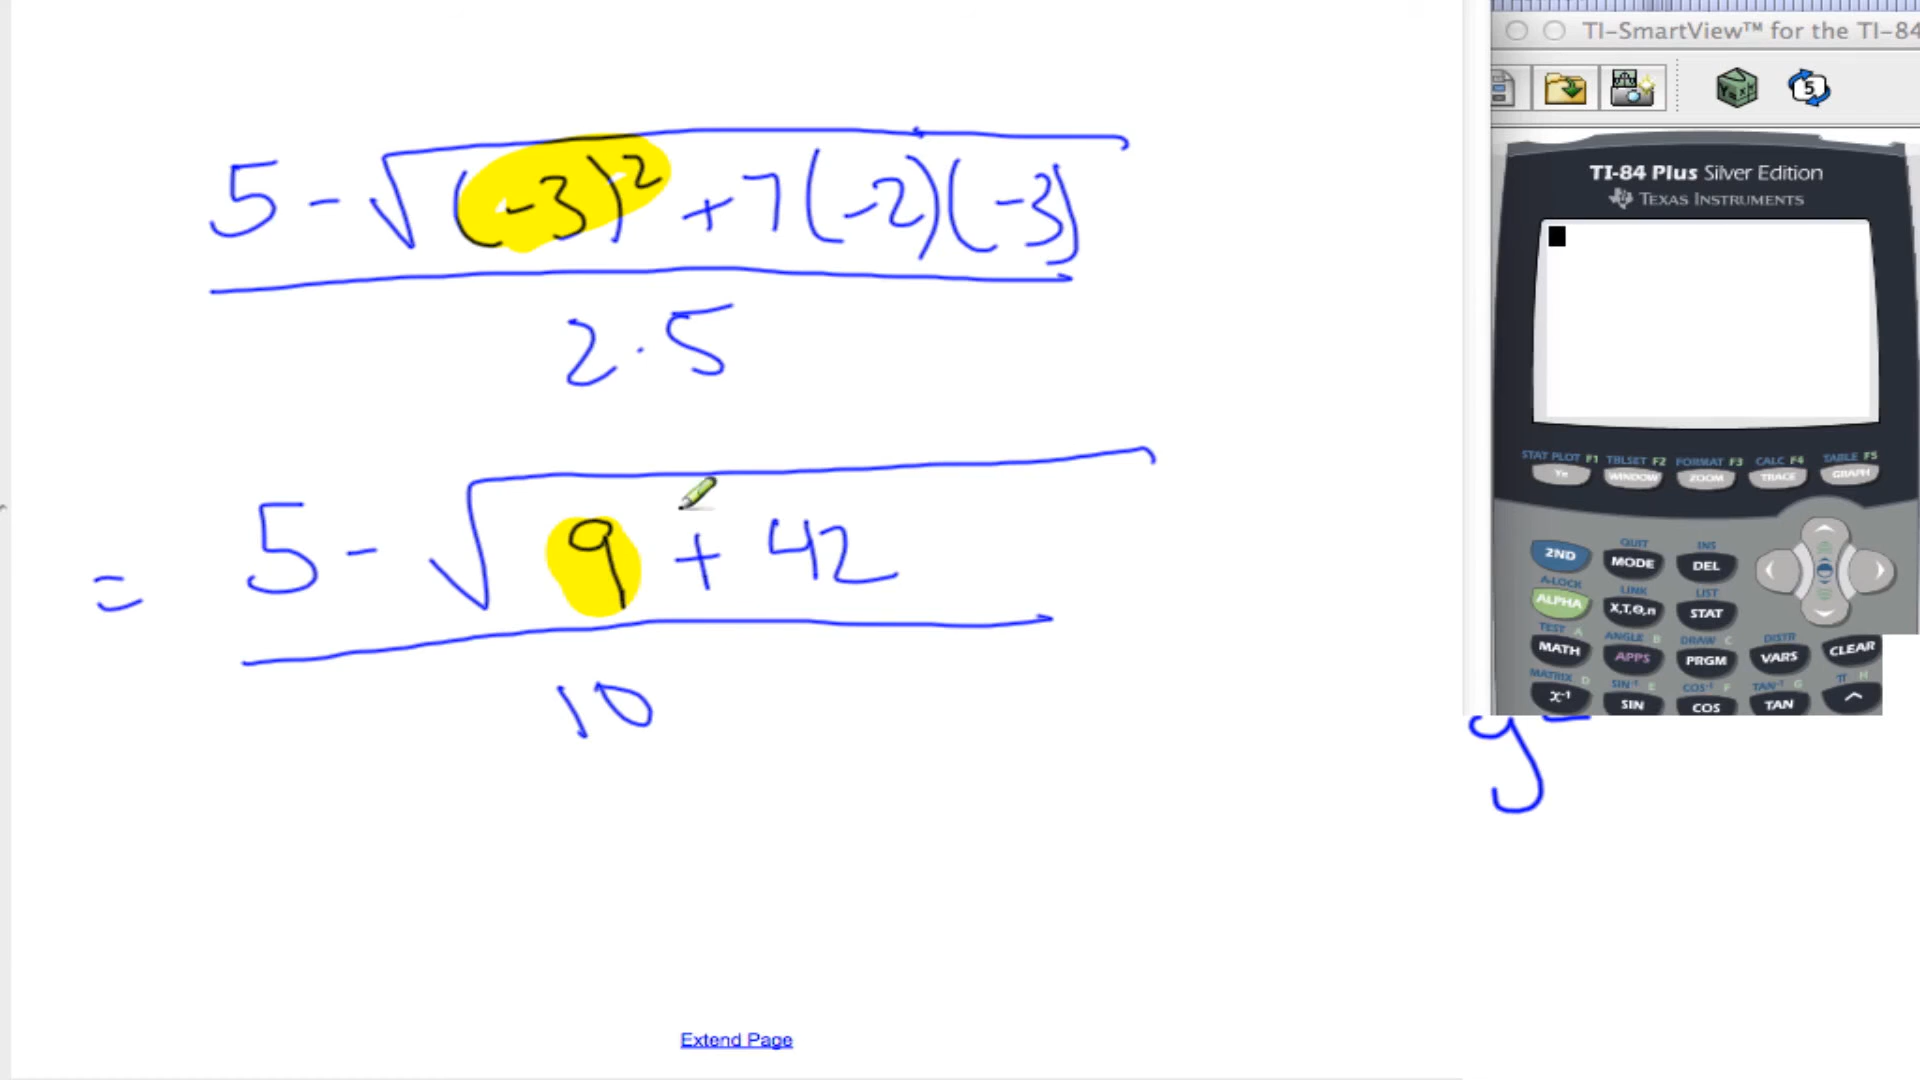 5 - √(-3)² + 7(-2)(-3)
2·5
= 5 - √9 + 42
10
y
Extend Page
TI-SmartView™ for the TI-84
5
TI-84 Plus Silver Edition
TEXAS INSTRUMENTS
STAT PLOT F1 TBLSET F2 FORMAT F3 CALC F4 TABLE F5
Y= WINDOW ZOOM TRACE GRAPH
QUIT INS
2ND MODE DEL
A-LOCK LINK LIST
ALPHA X,T,Θ,n STAT
TEST A ANGLE B DRAW C DISTR
MATH APPS PRGM VARS CLEAR
MATRIX D SIN⁻¹ E COS⁻¹ F TAN⁻¹ G π H
x⁻¹ SIN COS TAN ^